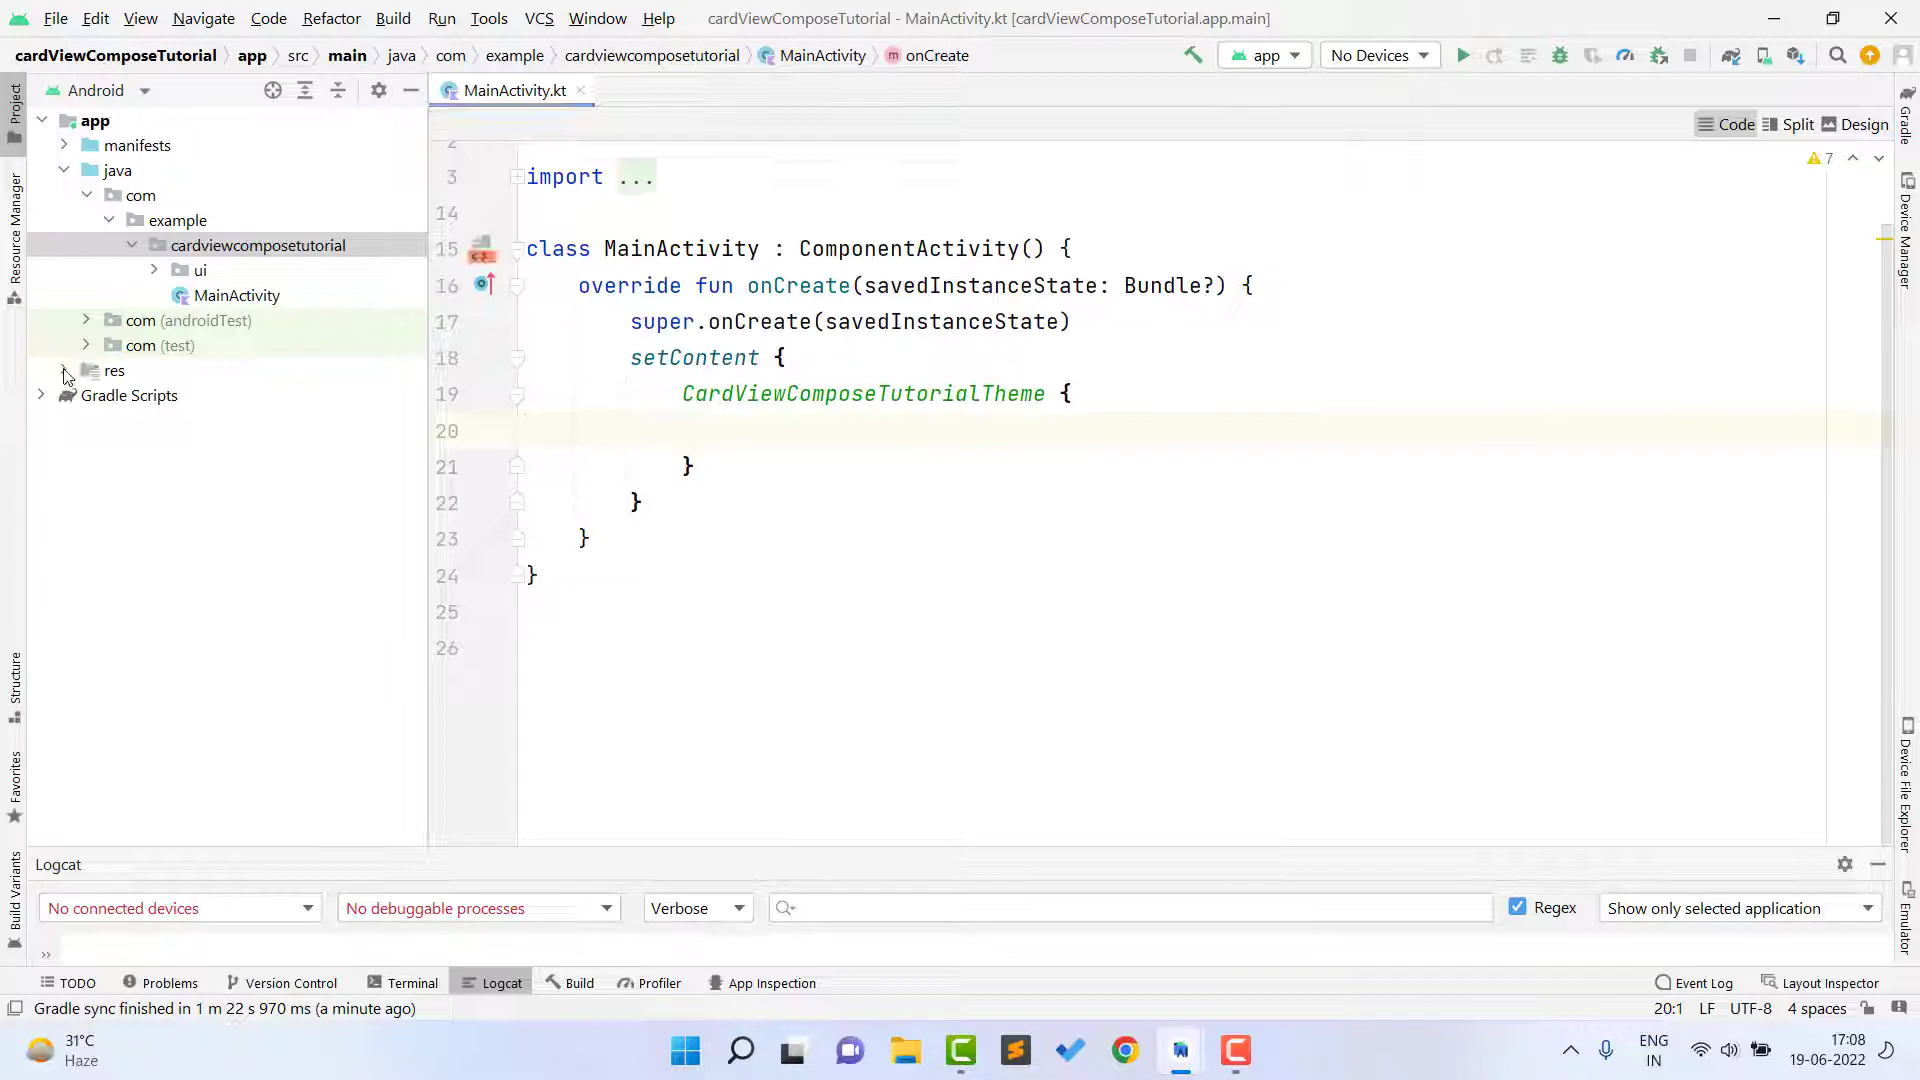 File Edit View Navigate Code Refactor Build Run Tools VCS Window Help cardViewComposeTutorial - MainActivity.kt [cardViewComposeTutorial.app.main]
cardViewComposeTutorial app src main java com example cardviewcomposetutorial MainActivity onCreate app No Devices
Project
Resource Manager
Structure
Favorites
Build Variants
Android
app
manifests
java
com
example
cardviewcomposetutorial
ui
MainActivity
com (androidTest)
com (test)
res
Gradle Scripts
MainActivity.kt
Code Split Design
7
2
3 import ...
14
15 class MainActivity : ComponentActivity() {
16 override fun onCreate(savedInstanceState: Bundle?) {
17 super.onCreate(savedInstanceState)
18 setContent {
19 CardViewComposeTutorialTheme {
20
21 }
22 }
23 }
24 }
25
26
Gradle
Device Manager
Device File Explorer
Emulator
Logcat
No connected devices No debuggable processes Verbose Regex Show only selected application
»
TODO Problems Version Control Terminal Logcat Build Profiler App Inspection Event Log Layout Inspector
Gradle sync finished in 1 m 22 s 970 ms (a minute ago) 20:1 LF UTF-8 4 spaces
31°C
Haze
ENG
IN
17:08
19-06-2022